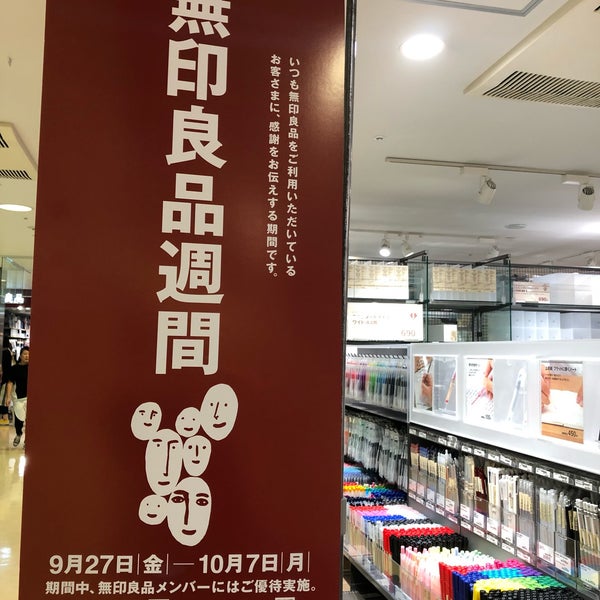 無印良品週間
いつも無印良品をご利用いただいている
お客さまに、感謝をお伝えする期間です。
9月27日|金|—10月7日|月|
期間中、無印良品メンバーにはご優待実施。
690